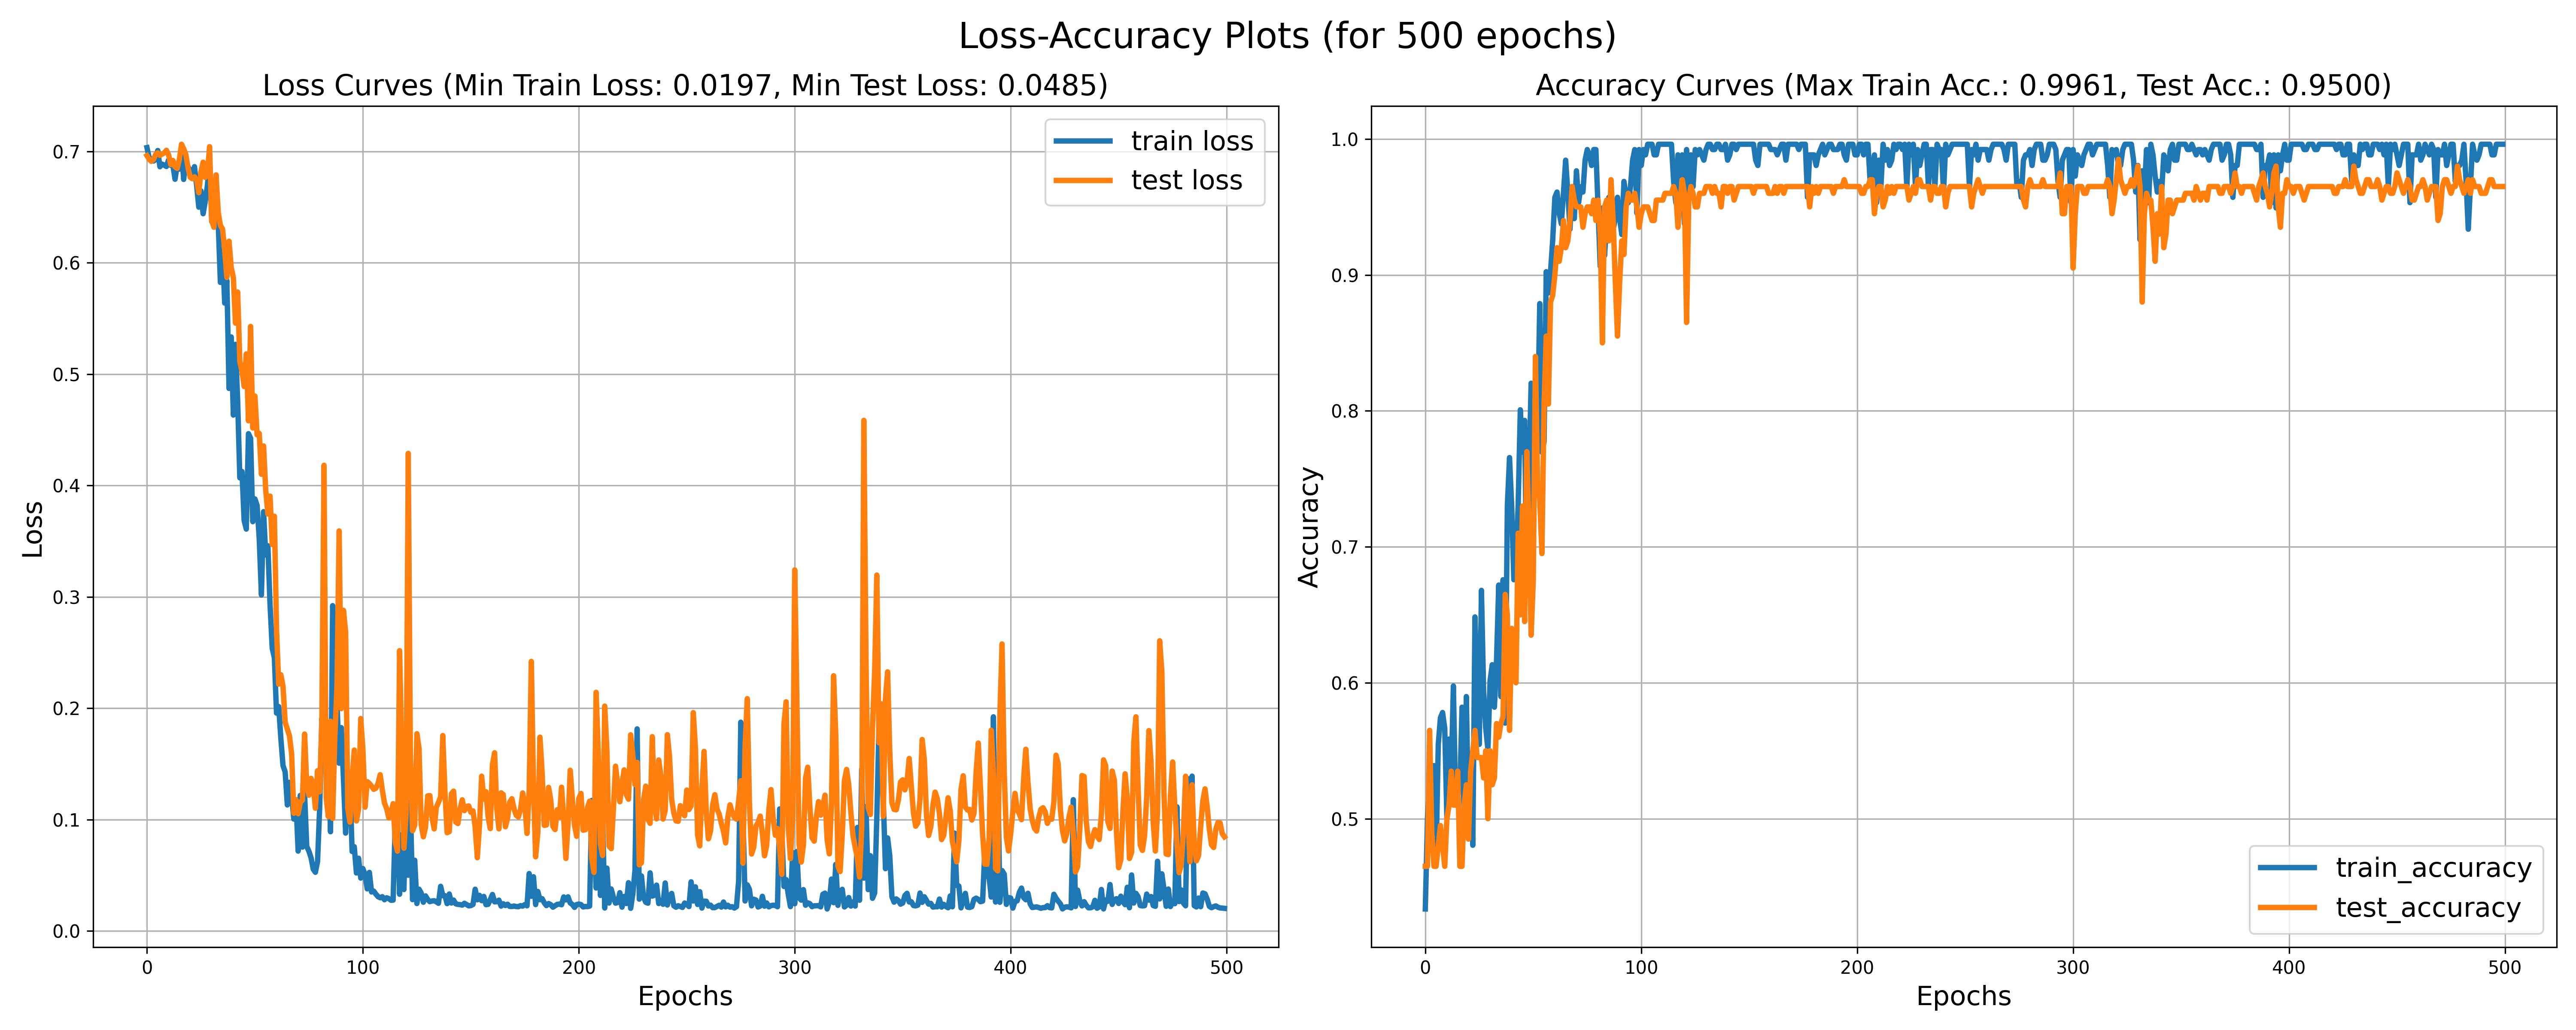 Loss-Accuracy Plots (for 500 epochs)
Loss Curves (Min Train Loss: 0.0197, Min Test Loss: 0.0485)
train loss
test loss
0.7
0.6
0.5
0.4
0.3
0.2
0.1
0.0
Loss
0
100
200
300
400
500
Epochs
Accuracy Curves (Max Train Acc.: 0.9961, Test Acc.: 0.9500)
1.0
0.9
0.8
0.7
0.6
0.5
Accuracy
train_accuracy
test_accuracy
0
100
200
300
400
500
Epochs